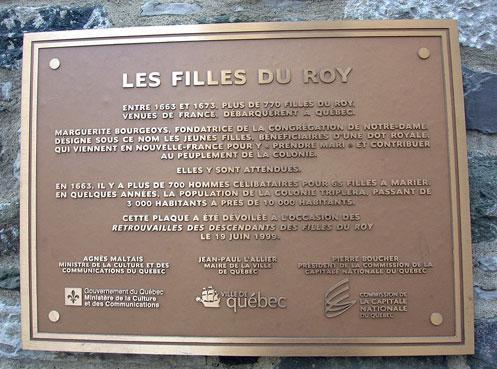 LES FILLES DU ROY
ENTRE 1663 ET 1673, PLUS DE 770 FILLES DU ROY,
VENUES DE FRANCE, DÉBARQUÈRENT À QUÉBEC.
MARGUERITE BOURGEOYS, FONDATRICE DE LA CONGRÉGATION DE NOTRE-DAME,
DÉSIGNE SOUS CE NOM LES JEUNES FILLES, BÉNÉFICIAIRES D'UNE DOT ROYALE,
QUI VIENNENT EN NOUVELLE-FRANCE POUR Y « PRENDRE MARI » ET CONTRIBUER
AU PEUPLEMENT DE LA COLONIE.
ELLES Y SONT ATTENDUES.
EN 1663, IL Y A PLUS DE 700 HOMMES CÉLIBATAIRES POUR 65 FILLES À MARIER.
EN QUELQUES ANNÉES, LA POPULATION DE LA COLONIE TRIPLERA, PASSANT DE
3 000 HABITANTS À PRÈS DE 10 000 HABITANTS.
CETTE PLAQUE A ÉTÉ DÉVOILÉE À L'OCCASION DES
RETROUVAILLES DES DESCENDANTS DES FILLES DU ROY
LE 19 JUIN 1999.
AGNÈS MALTAIS
MINISTRE DE LA CULTURE ET DES
COMMUNICATIONS DU QUÉBEC
JEAN-PAUL L'ALLIER
MAIRE DE LA VILLE
DE QUÉBEC
PIERRE BOUCHER
PRÉSIDENT DE LA COMMISSION DE LA
CAPITALE NATIONALE DU QUÉBEC
Gouvernement du Québec
Ministère de la Culture
et des Communications
VILLE DE
QUÉBEC
COMMISSION
DE LA CAPITALE
NATIONALE
DU QUÉBEC